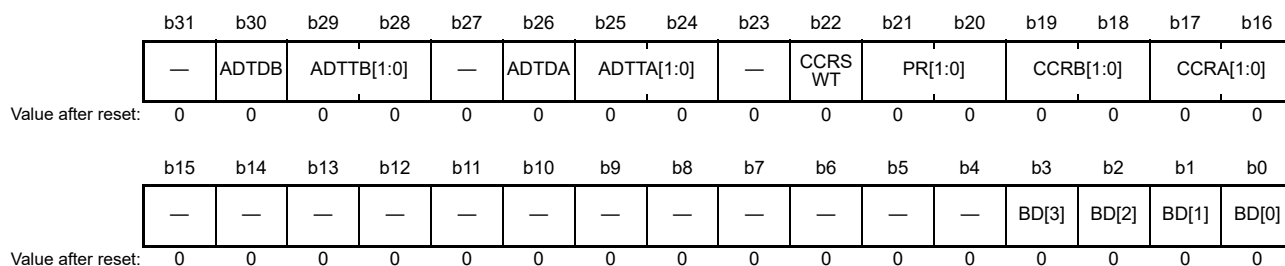 b31 b30 b29 b28 b27 b26 b25 b24 b23 b22 b21 b20 b19 b18 b17 b16
— ADTDB ADTTB[1:0] — ADTDA ADTTA[1:0] — CCRS WT PR[1:0] CCRB[1:0] CCRA[1:0]
Value after reset: 0 0 0 0 0 0 0 0 0 0 0 0 0 0 0 0
b15 b14 b13 b12 b11 b10 b9 b8 b7 b6 b5 b4 b3 b2 b1 b0
— — — — — — — — — — — — BD[3] BD[2] BD[1] BD[0]
Value after reset: 0 0 0 0 0 0 0 0 0 0 0 0 0 0 0 0